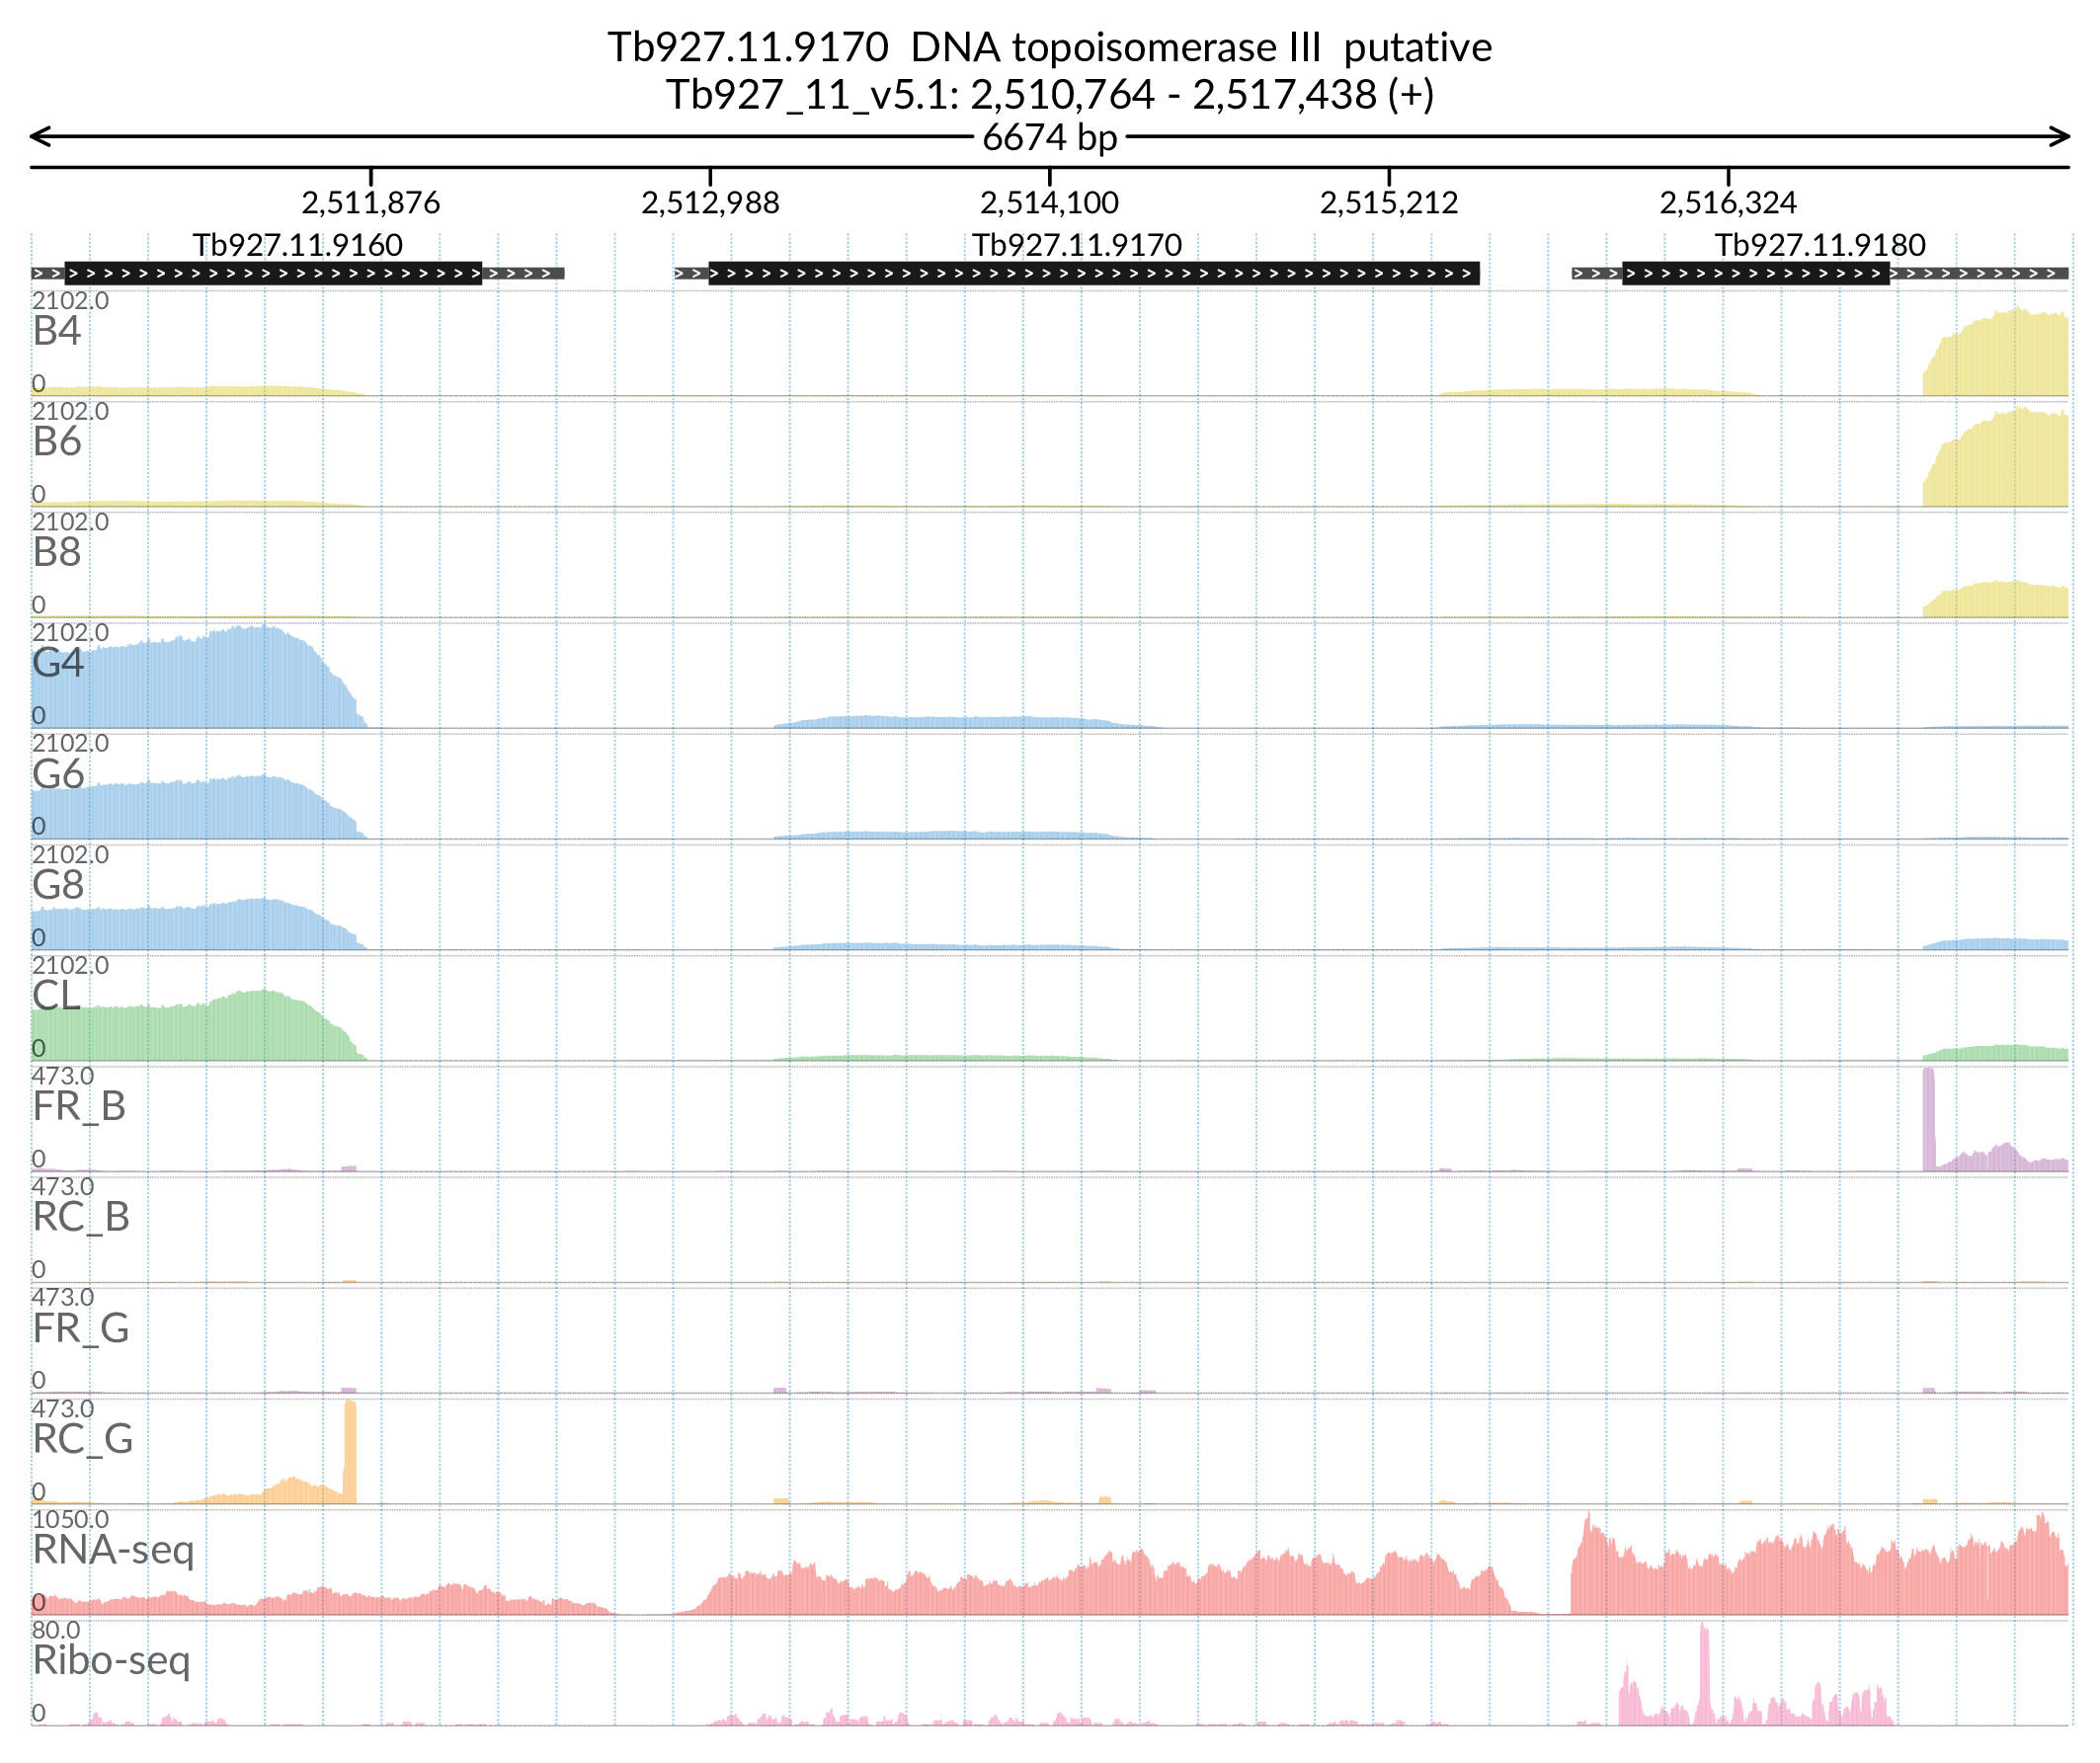 Tb927.11.9170  DNA topoisomerase III  putative
Tb927_11_v5.1: 2,510,764 - 2,517,438 (+)
6674 bp
2,511,876 2,512,988 2,514,100 2,515,212 2,516,324
Tb927.11.9160 Tb927.11.9170 Tb927.11.9180
2102.0
B4
0
2102.0
B6
0
2102.0
B8
0
2102.0
G4
0
2102.0
G6
0
2102.0
G8
0
2102.0
CL
0
473.0
FR_B
0
473.0
RC_B
0
473.0
FR_G
0
473.0
RC_G
0
1050.0
RNA-seq
0
80.0
Ribo-seq
0